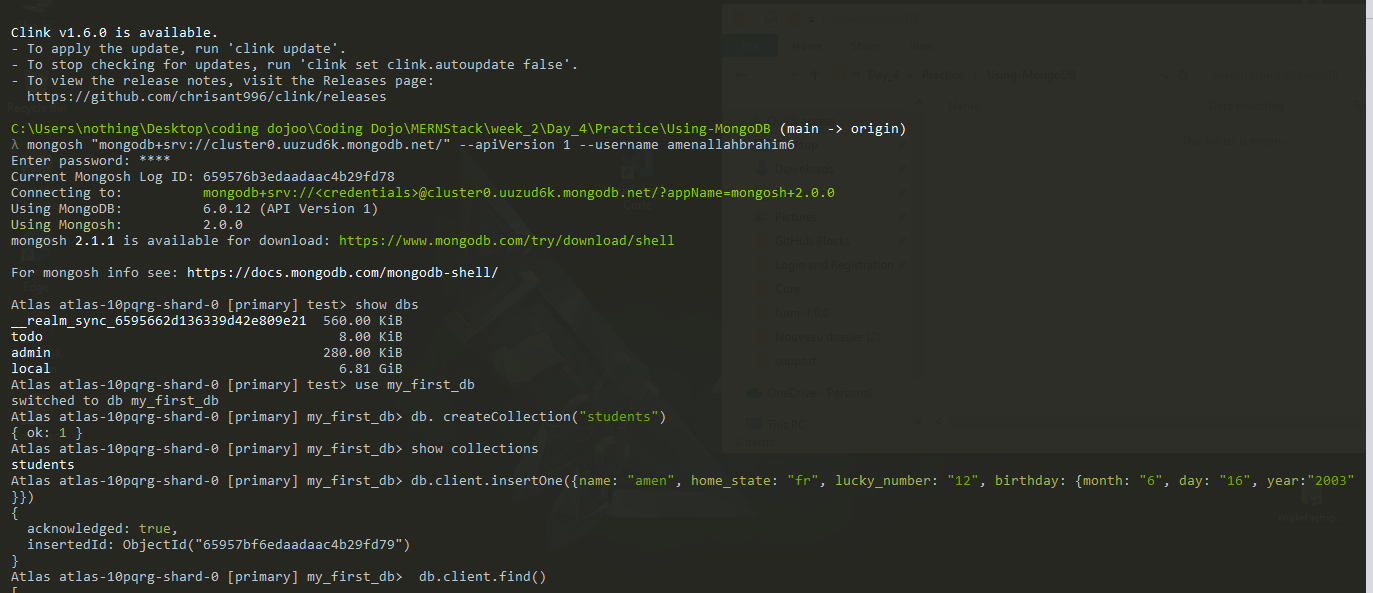 Clink v1.6.0 is available.
- To apply the update, run 'clink update'.
- To stop checking for updates, run 'clink set clink.autoupdate false'.
- To view the release notes, visit the Releases page:
  https://github.com/chrisant996/clink/releases
C:\Users\nothing\Desktop\coding dojoo\Coding Dojo\MERNStack\week_2\Day_4\Practice\Using-MongoDB (main -> origin)
λ mongosh "mongodb+srv://cluster0.uuzud6k.mongodb.net/" --apiVersion 1 --username amenallahbrahim6
Enter password: ****
Current Mongosh Log ID: 659576b3edaadaac4b29fd78
Connecting to:          mongodb+srv://<credentials>@cluster0.uuzud6k.mongodb.net/?appName=mongosh+2.0.0
Using MongoDB:          6.0.12 (API Version 1)
Using Mongosh:          2.0.0
mongosh 2.1.1 is available for download: https://www.mongodb.com/try/download/shell
For mongosh info see: https://docs.mongodb.com/mongodb-shell/
Atlas atlas-10pqrg-shard-0 [primary] test> show dbs
__realm_sync_6595662d136339d42e809e21  560.00 KiB
todo                                     8.00 KiB
admin                                  280.00 KiB
local                                    6.81 GiB
Atlas atlas-10pqrg-shard-0 [primary] test> use my_first_db
switched to db my_first_db
Atlas atlas-10pqrg-shard-0 [primary] my_first_db> db. createCollection("students")
{ ok: 1 }
Atlas atlas-10pqrg-shard-0 [primary] my_first_db> show collections
students
Atlas atlas-10pqrg-shard-0 [primary] my_first_db> db.client.insertOne({name: "amen", home_state: "fr", lucky_number: "12", birthday: {month: "6", day: "16", year:"2003"
}})
{
  acknowledged: true,
  insertedId: ObjectId("65957bf6edaadaac4b29fd79")
}
Atlas atlas-10pqrg-shard-0 [primary] my_first_db>  db.client.find()
[